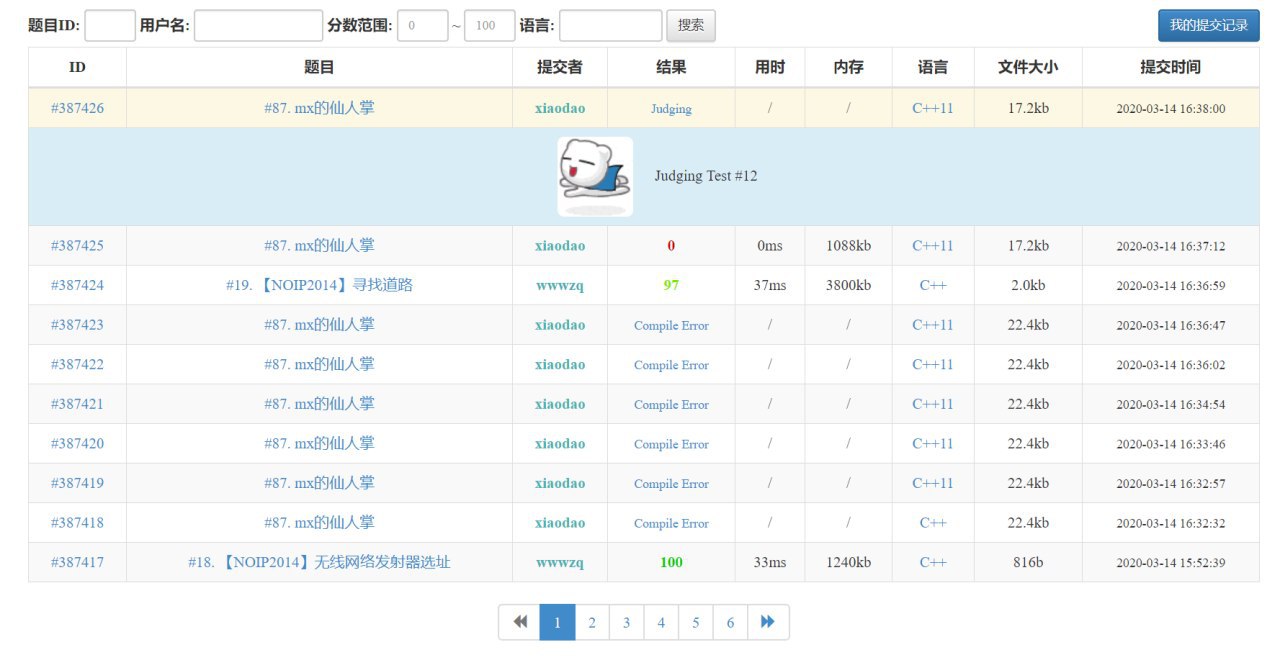 题目ID: 用户名: 分数范围: 0 ~ 100 语言: 搜索 我的提交记录
ID 题目 提交者 结果 用时 内存 语言 文件大小 提交时间
#387426 #87. mx的仙人掌 xiaodao Judging / / C++11 17.2kb 2020-03-14 16:38:00
Judging Test #12
#387425 #87. mx的仙人掌 xiaodao 0 0ms 1088kb C++11 17.2kb 2020-03-14 16:37:12
#387424 #19. 【NOIP2014】寻找道路 wwwzq 97 37ms 3800kb C++ 2.0kb 2020-03-14 16:36:59
#387423 #87. mx的仙人掌 xiaodao Compile Error / / C++11 22.4kb 2020-03-14 16:36:47
#387422 #87. mx的仙人掌 xiaodao Compile Error / / C++11 22.4kb 2020-03-14 16:36:02
#387421 #87. mx的仙人掌 xiaodao Compile Error / / C++11 22.4kb 2020-03-14 16:34:54
#387420 #87. mx的仙人掌 xiaodao Compile Error / / C++11 22.4kb 2020-03-14 16:33:46
#387419 #87. mx的仙人掌 xiaodao Compile Error / / C++11 22.4kb 2020-03-14 16:32:57
#387418 #87. mx的仙人掌 xiaodao Compile Error / / C++ 22.4kb 2020-03-14 16:32:32
#387417 #18. 【NOIP2014】无线网络发射器选址 wwwzq 100 33ms 1240kb C++ 816b 2020-03-14 15:52:39
1 2 3 4 5 6